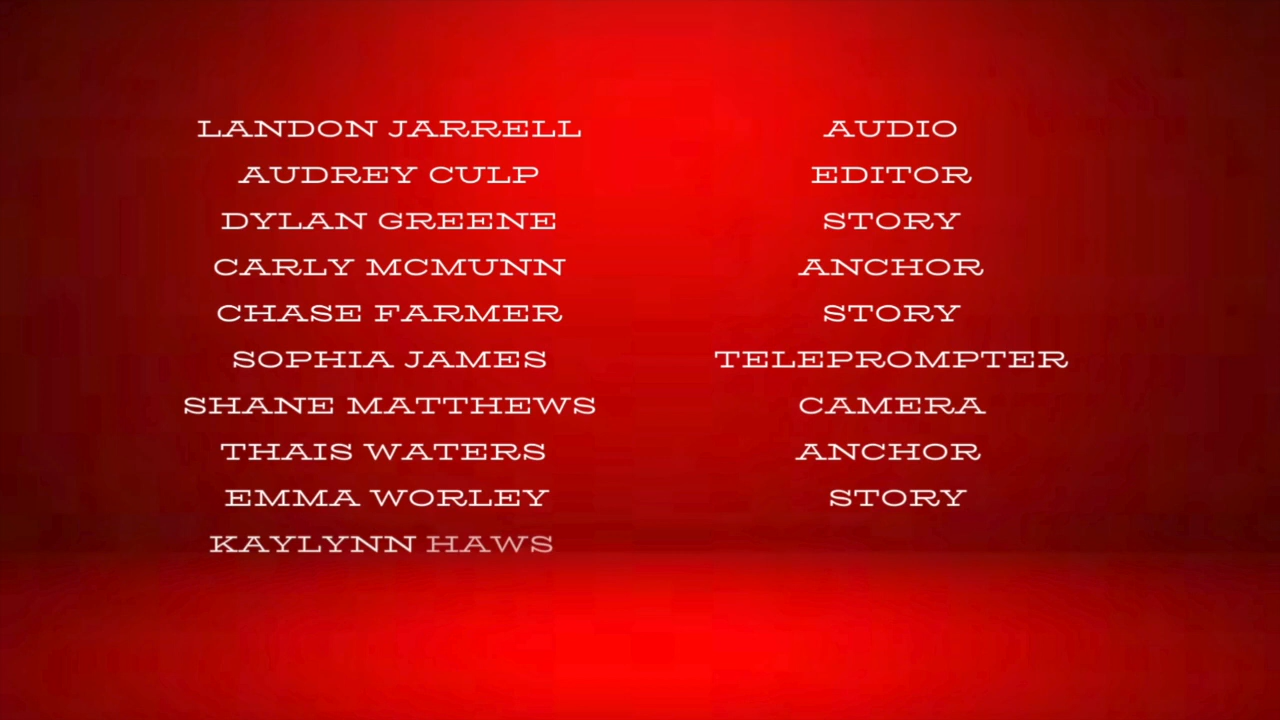 LANDON JARRELL AUDIO
AUDREY CULP EDITOR
DYLAN GREENE STORY
CARLY MCMUNN ANCHOR
CHASE FARMER STORY
SOPHIA JAMES TELEPROMPTER
SHANE MATTHEWS CAMERA
THAIS WATERS ANCHOR
EMMA WORLEY STORY
KAYLYNN HAWS